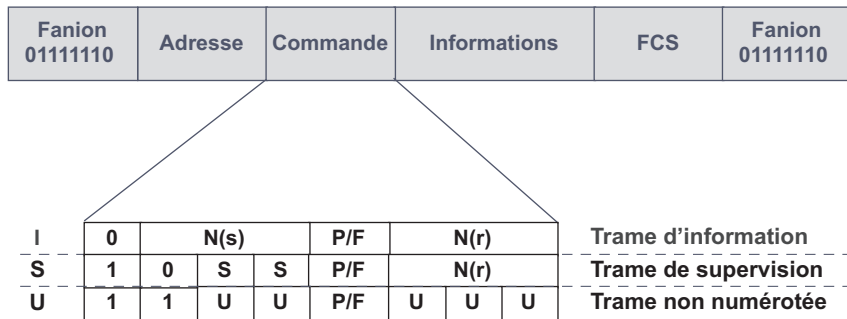 Fanion 01111110 Adresse Commande Informations FCS Fanion 01111110
I 0 N(s) P/F N(r) Trame d'information
S 1 0 S S P/F N(r) Trame de supervision
U 1 1 U U P/F U U U Trame non numérotée